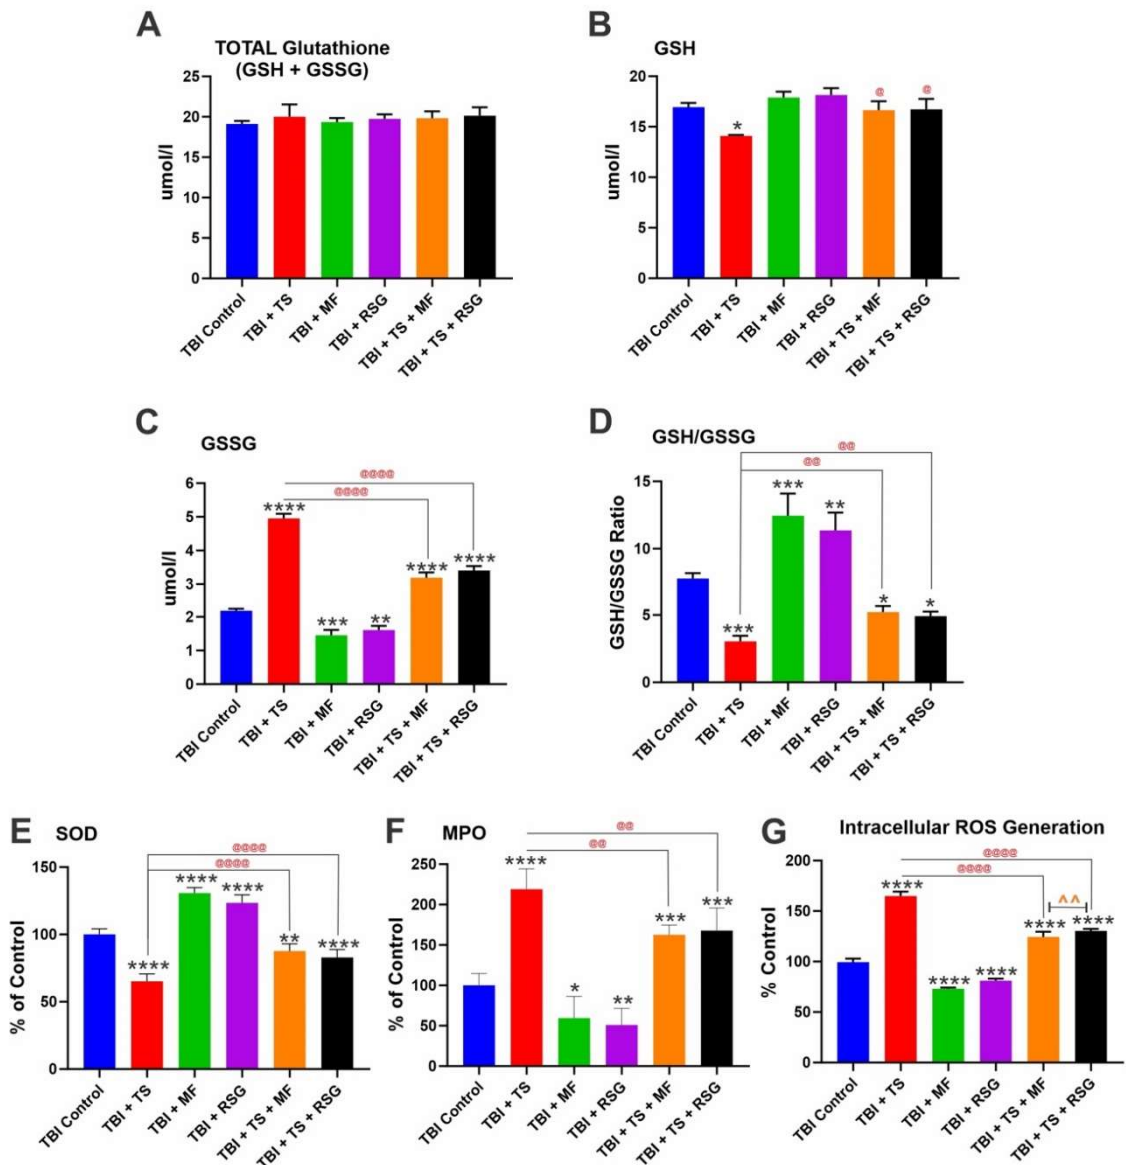 A
TOTAL Glutathione
(GSH + GSSG)
umol/l
25
20
15
10
5
0
TBI Control
TBI + TS
TBI + MF
TBI + RSG
TBI + TS + MF
TBI + TS + RSG
B
GSH
umol/l
20
15
10
5
0
*
@
@
TBI Control
TBI + TS
TBI + MF
TBI + RSG
TBI + TS + MF
TBI + TS + RSG
C
GSSG
umol/l
6
5
4
3
2
1
0
@@@@
@@@@
****
***
**
****
****
TBI Control
TBI + TS
TBI + MF
TBI + RSG
TBI + TS + MF
TBI + TS + RSG
D
GSH/GSSG
GSH/GSSG Ratio
15
10
5
0
@@
@@
***
***
**
*
*
TBI Control
TBI + TS
TBI + MF
TBI + RSG
TBI + TS + MF
TBI + TS + RSG
E
SOD
% of Control
150
100
50
0
@@@@
@@@@
****
****
****
**
****
TBI Control
TBI + TS
TBI + MF
TBI + RSG
TBI + TS + MF
TBI + TS + RSG
F
MPO
% of Control
250
200
150
100
50
0
@@
@@
****
*
**
***
***
TBI Control
TBI + TS
TBI + MF
TBI + RSG
TBI + TS + MF
TBI + TS + RSG
G
Intracellular ROS Generation
% Control
200
150
100
50
0
@@@@
@@@@
^^
****
****
****
****
****
TBI Control
TBI + TS
TBI + MF
TBI + RSG
TBI + TS + MF
TBI + TS + RSG